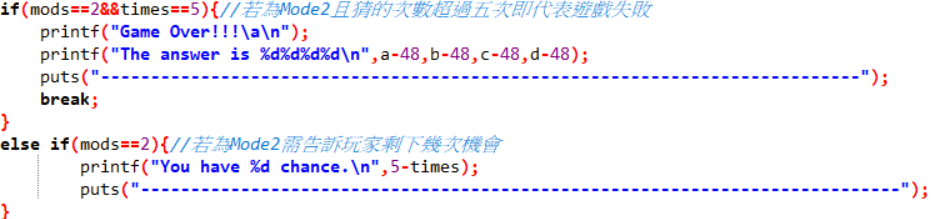 if(mods==2&&times==5){//若為Mode2且猜的次數超過五次即代表遊戲失敗
    printf("Game Over!!!\a\n");
    printf("The answer is %d%d%d%d\n",a-48,b-48,c-48,d-48);
    puts("----------------------------------------------------------------------------");
    break;
}
else if(mods==2){//若為Mode2需告訴玩家剩下幾次機會
        printf("You have %d chance.\n",5-times);
        puts("----------------------------------------------------------------------------");
}